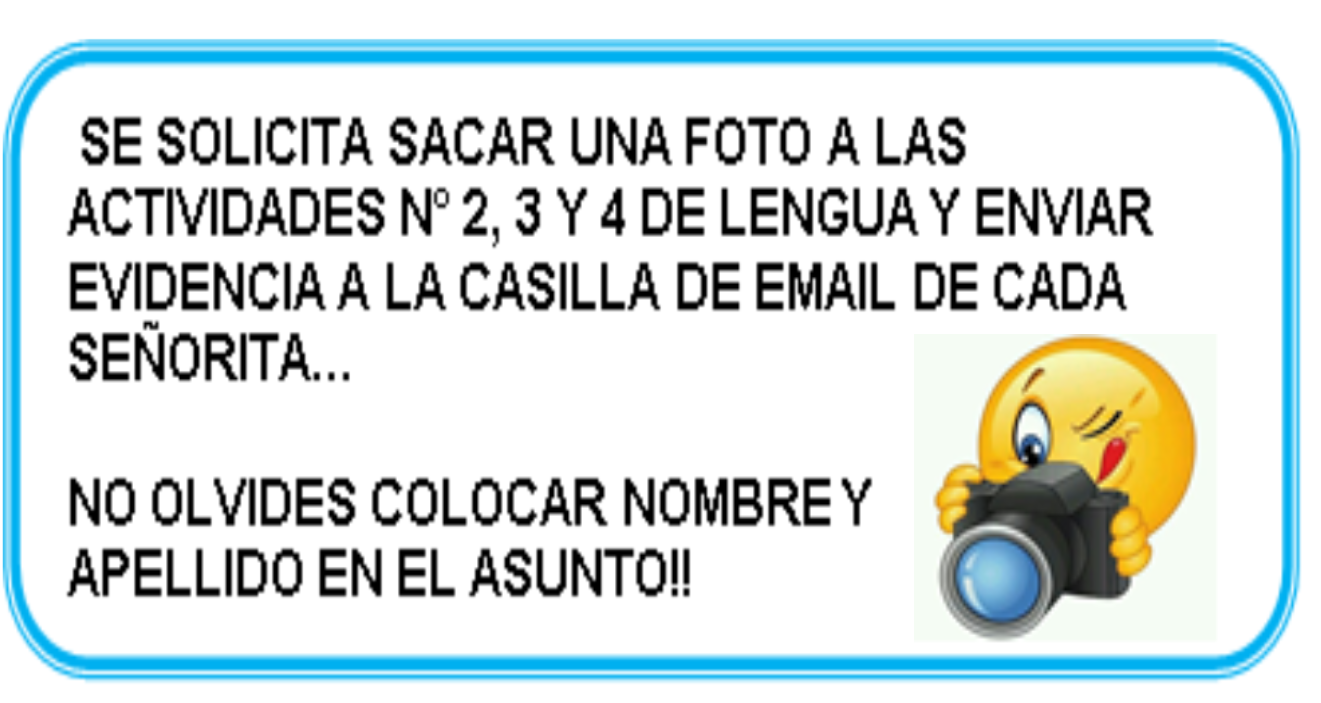 SE SOLICITA SACAR UNA FOTO A LAS
ACTIVIDADES N° 2, 3 Y 4 DE LENGUA Y ENVIAR
EVIDENCIA A LA CASILLA DE EMAIL DE CADA
SEÑORITA...
NO OLVIDES COLOCAR NOMBRE Y
APELLIDO EN EL ASUNTO!!